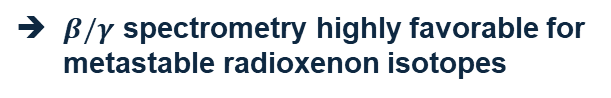 ➔ β/γ spectrometry highly favorable for
metastable radioxenon isotopes